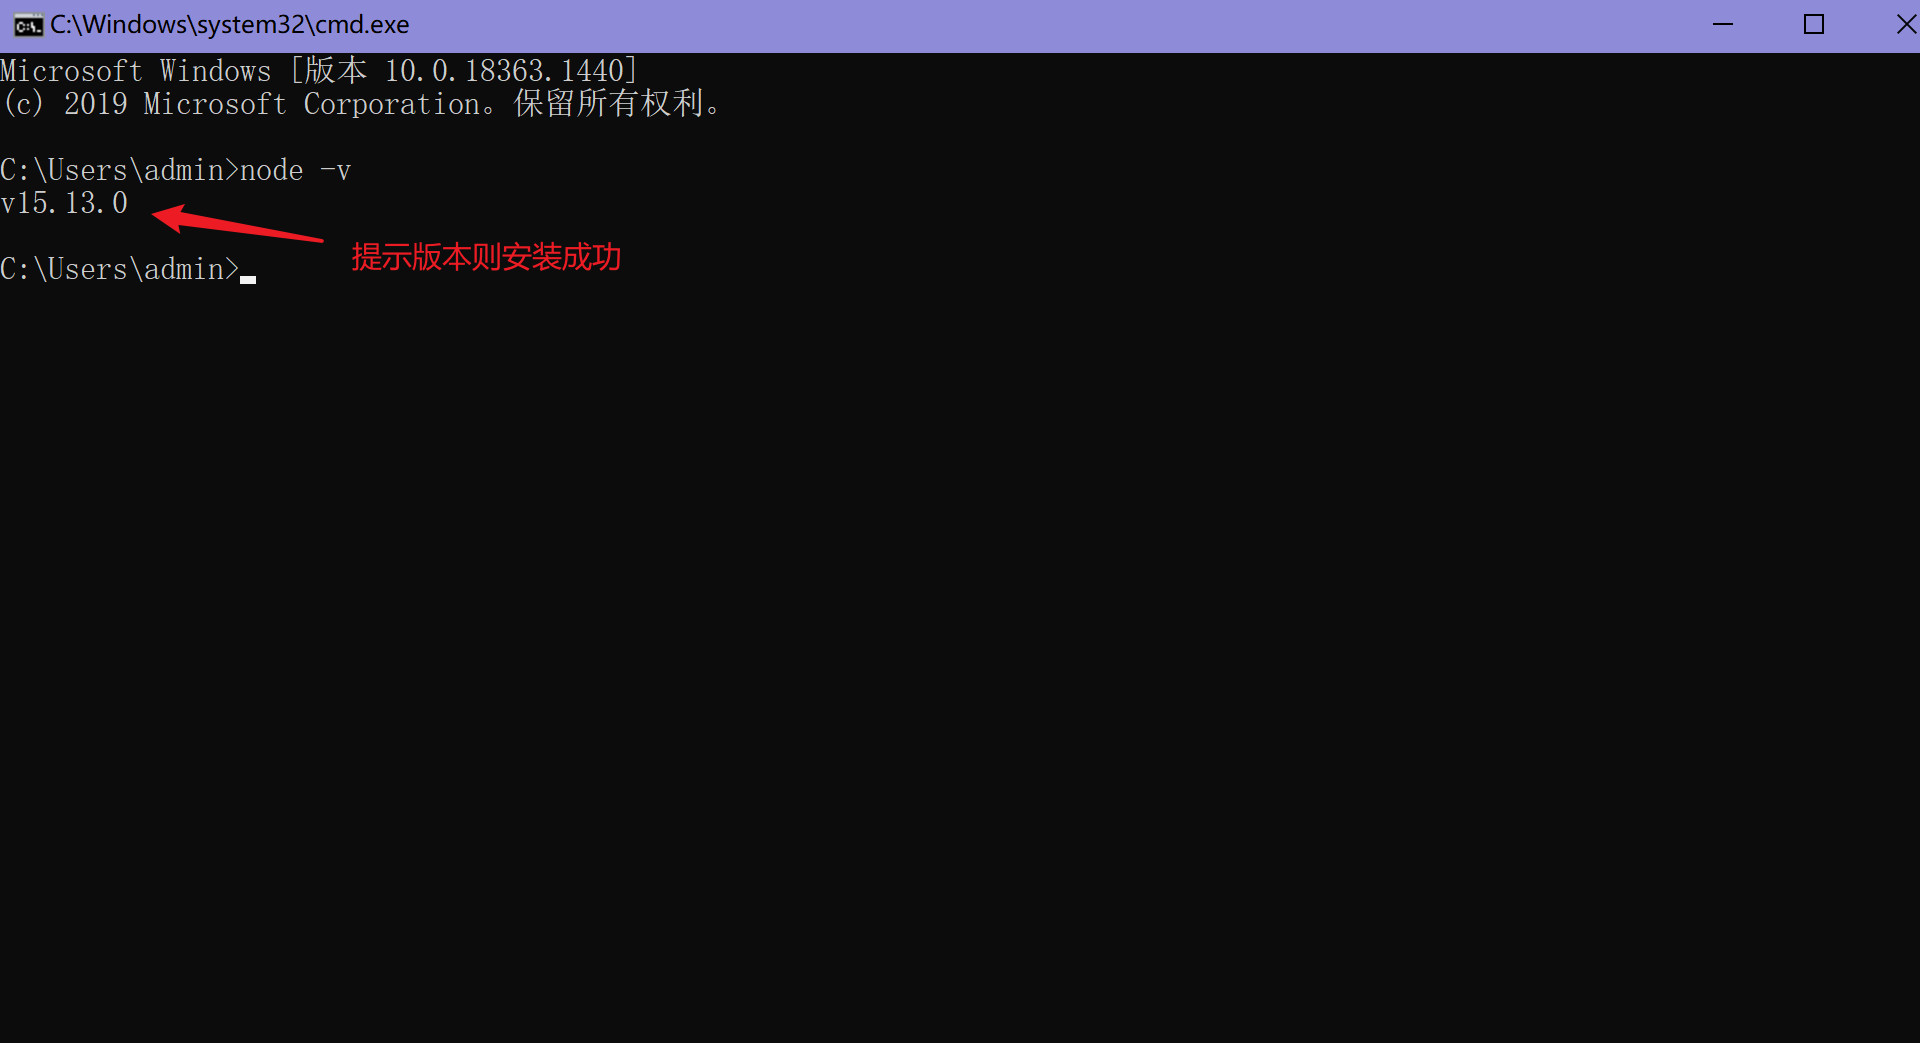 C:\Windows\system32\cmd.exe
Microsoft Windows [版本 10.0.18363.1440]
(c) 2019 Microsoft Corporation。保留所有权利。
C:\Users\admin>node -v
v15.13.0
提示版本则安装成功
C:\Users\admin>